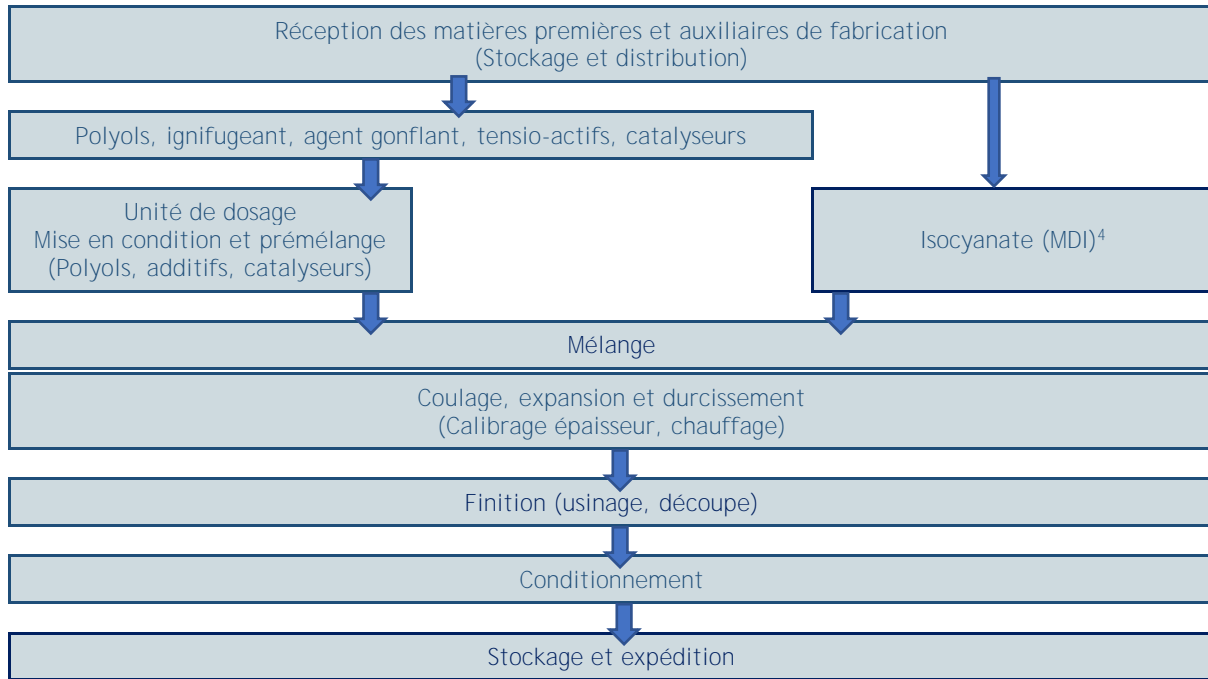 Réception des matières premières et auxiliaires de fabrication
(Stockage et distribution)
Polyols, ignifugeant, agent gonflant, tensio-actifs, catalyseurs
Unité de dosage
Mise en condition et prémélange
(Polyols, additifs, catalyseurs)
Isocyanate (MDI)⁴
Mélange
Coulage, expansion et durcissement
(Calibrage épaisseur, chauffage)
Finition (usinage, découpe)
Conditionnement
Stockage et expédition